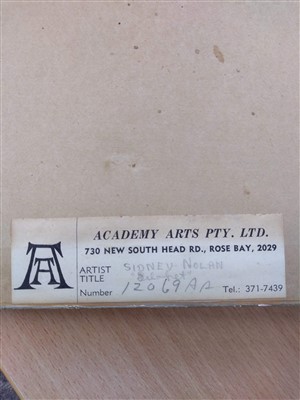 ACADEMY ARTS PTY. LTD.
730 NEW SOUTH HEAD RD., ROSE BAY, 2029
ARTIST SIDNEY NOLAN
TITLE
Number 12069AA Tel.: 371-7439